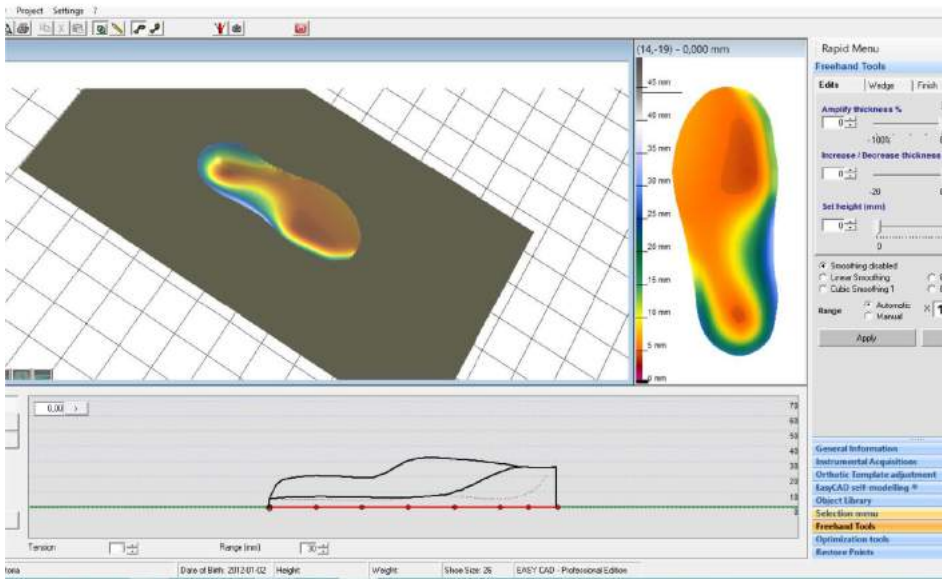 Project Settings ?
(14,-19) - 0,000 mm
45 mm
40 mm
35 mm
30 mm
25 mm
20 mm
15 mm
10 mm
5 mm
0 mm
Rapid Menu
Freehand Tools
Edits Wedge Finish
Amplify thickness %
0
-100%
Increase / Decrease thickness
0
-20
Set height (mm)
0
0
Smoothing disabled
Linear Smoothing
Cubic Smoothing 1
Range Automatic
Manual
X 1
Apply
0,00 >
70
60
50
40
30
20
10
0
Tension
Range (mm) 30
General Information
Instrumental Acquisitions
Orthotic Template adjustment
EasyCAD self-modelling ®
Object Library
Selection menu
Freehand Tools
Optimization tools
Restore Points
Date of Birth: 2012-01-02 Height: Weight: Shoe Size: 26 EASY CAD - Professional Edition